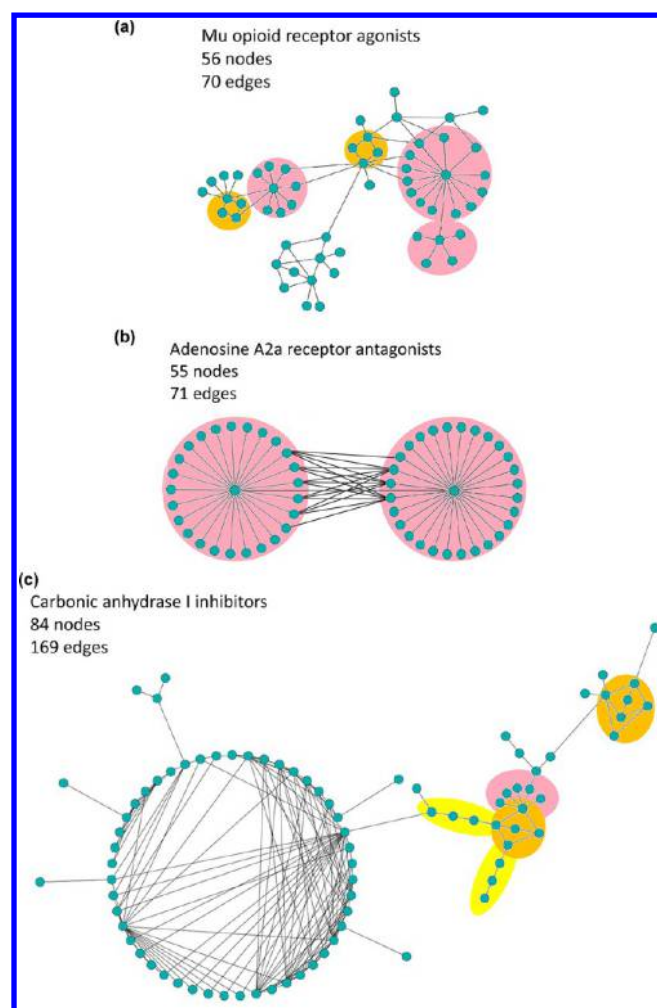 (a)
Mu opioid receptor agonists
56 nodes
70 edges
(b)
Adenosine A2a receptor antagonists
55 nodes
71 edges
(c)
Carbonic anhydrase I inhibitors
84 nodes
169 edges